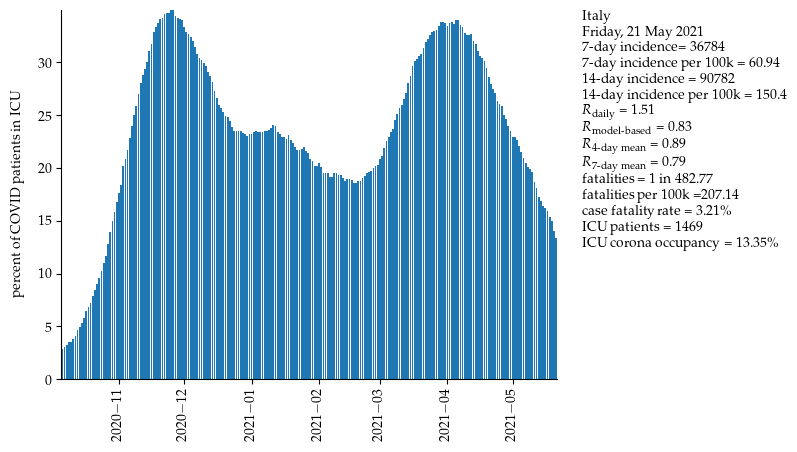 Italy
Friday, 21 May 2021
7-day incidence= 36784
7-day incidence per 100k = 60.94
14-day incidence = 90782
14-day incidence per 100k = 150.4
R daily = 1.51
R model-based = 0.83
R 4-day mean = 0.89
R 7-day mean = 0.79
fatalities = 1 in 482.77
fatalities per 100k =207.14
case fatality rate = 3.21%
ICU patients = 1469
ICU corona occupancy = 13.35%
percent of COVID patients in ICU
30
25
20
15
10
5
0
2020−11
2020−12
2021−01
2021−02
2021−03
2021−04
2021−05